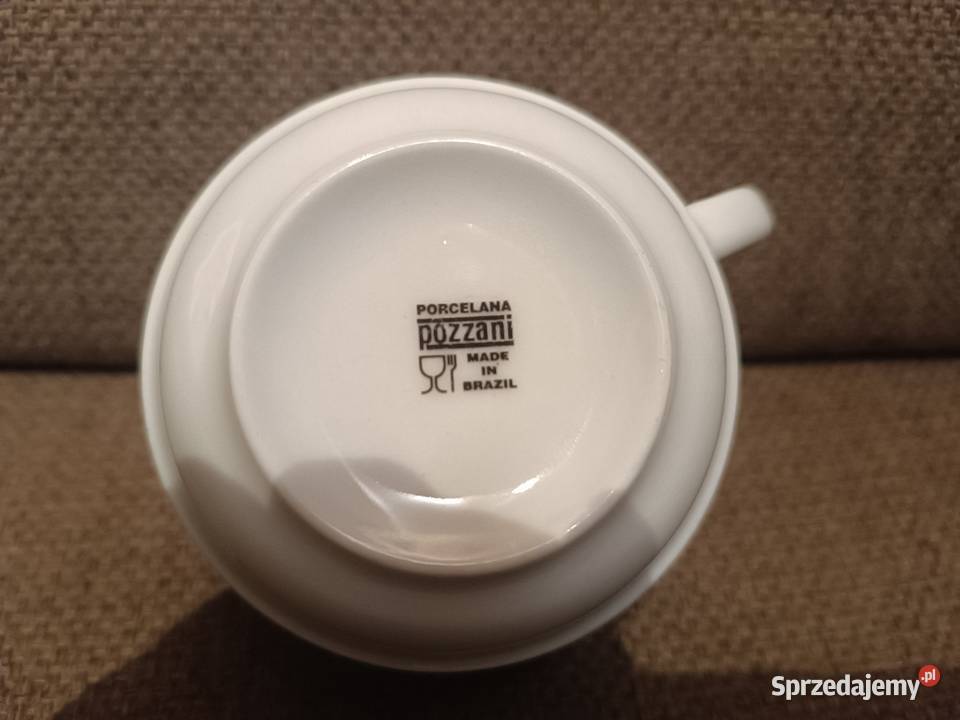 PORCELANA
pozzani
MADE
IN
BRAZIL
Sprzedajemy.pl